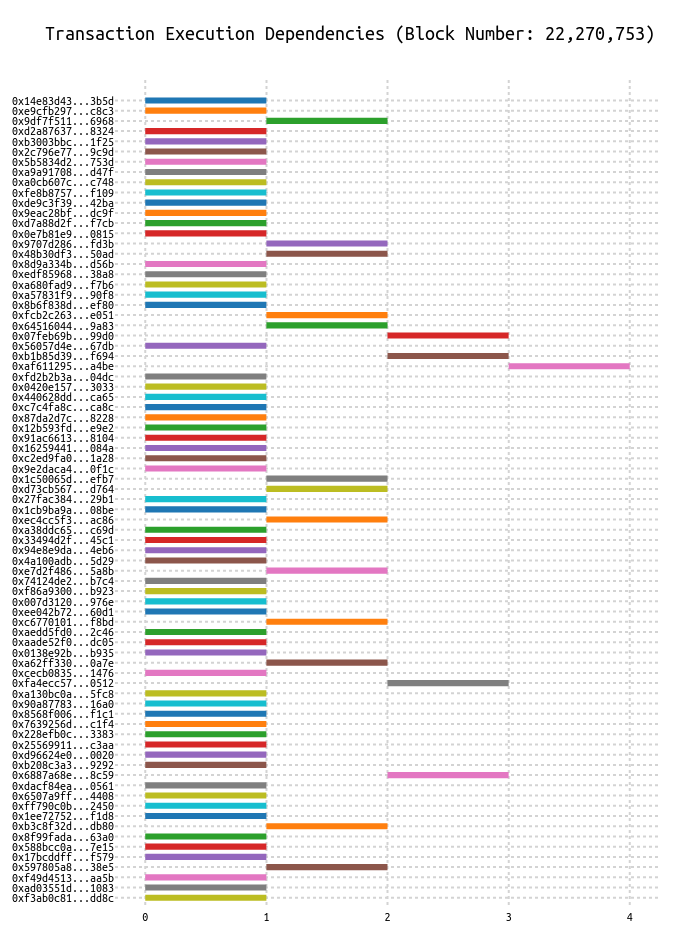 Transaction Execution Dependencies (Block Number: 22,270,753)
0x14e83d43...3b5d
0xe9cfb297...c8c3
0x9df7f511...6968
0xd2a87637...8324
0xb3003bbc...1f25
0x2c796e77...9c9d
0x5b5834d2...753d
0xa9a91708...d47f
0xa0cb607c...c748
0xfe8b8757...f109
0xde9c3f39...42ba
0x9eac28bf...dc9f
0xd7a88d2f...f7cb
0x0e7b81e9...0815
0x9707d286...fd3b
0x48b30df3...50ad
0x8d9a334b...d56b
0xedf85968...38a8
0xa680fad9...f7b6
0xa57831f9...90f8
0x8b6f838d...ef80
0xfcb2c263...e051
0x64516044...9a83
0x07feb69b...99d0
0x56057d4e...67db
0xb1b85d39...f694
0xaf611295...a4be
0xfd2b2b3a...04dc
0x0420e157...3033
0x440628dd...ca65
0xc7c4fa8c...ca8c
0x87da2d7c...8228
0x12b593fd...e9e2
0x91ac6613...8104
0x16259441...084a
0xc2ed9fa0...1a28
0x9e2daca4...0f1c
0x1c50065d...efb7
0xd73cb567...d764
0x27fac384...29b1
0x1cb9ba9a...08be
0xec4cc5f3...ac86
0xa38ddc65...c69d
0x33494d2f...45c1
0x94e8e9da...4eb6
0x4a100adb...5d29
0xe7d2f486...5a8b
0x74124de2...b7c4
0xf86a9300...b923
0x007d3120...976e
0xee042b72...60d1
0xc6770101...f8bd
0xaedd5fd0...2c46
0xaade52f0...dc05
0x0138e92b...b935
0xa62ff330...0a7e
0xcecb0835...1476
0xfa4ecc57...0512
0xa130bc0a...5fc8
0x90a87783...16a0
0x8568f006...f1c1
0x7639256d...c1f4
0x228efb0c...3383
0x25569911...c3aa
0xd96624e0...0020
0xb208c3a3...9292
0x6887a68e...8c59
0xdacf84ea...0561
0x6507a9ff...4408
0xff790c0b...2450
0x1ee72752...f1d8
0xb3c8f32d...db80
0x8f99fada...63a0
0x588bcc0a...7e15
0x17bcddff...f579
0x597805a8...38e5
0xf49d4513...aa5b
0xad03551d...1083
0xf3ab0c81...dd8c
0 1 2 3 4